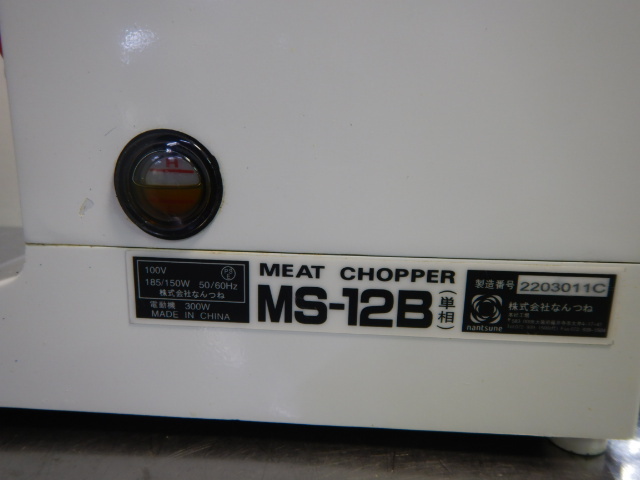 100V
185/150W 50/60Hz
株式会社なんつね
電動機 300W
MADE IN CHINA
MEAT CHOPPER
MS-12B (単相)
製造番号 2203011C
nantsune
株式会社なんつね